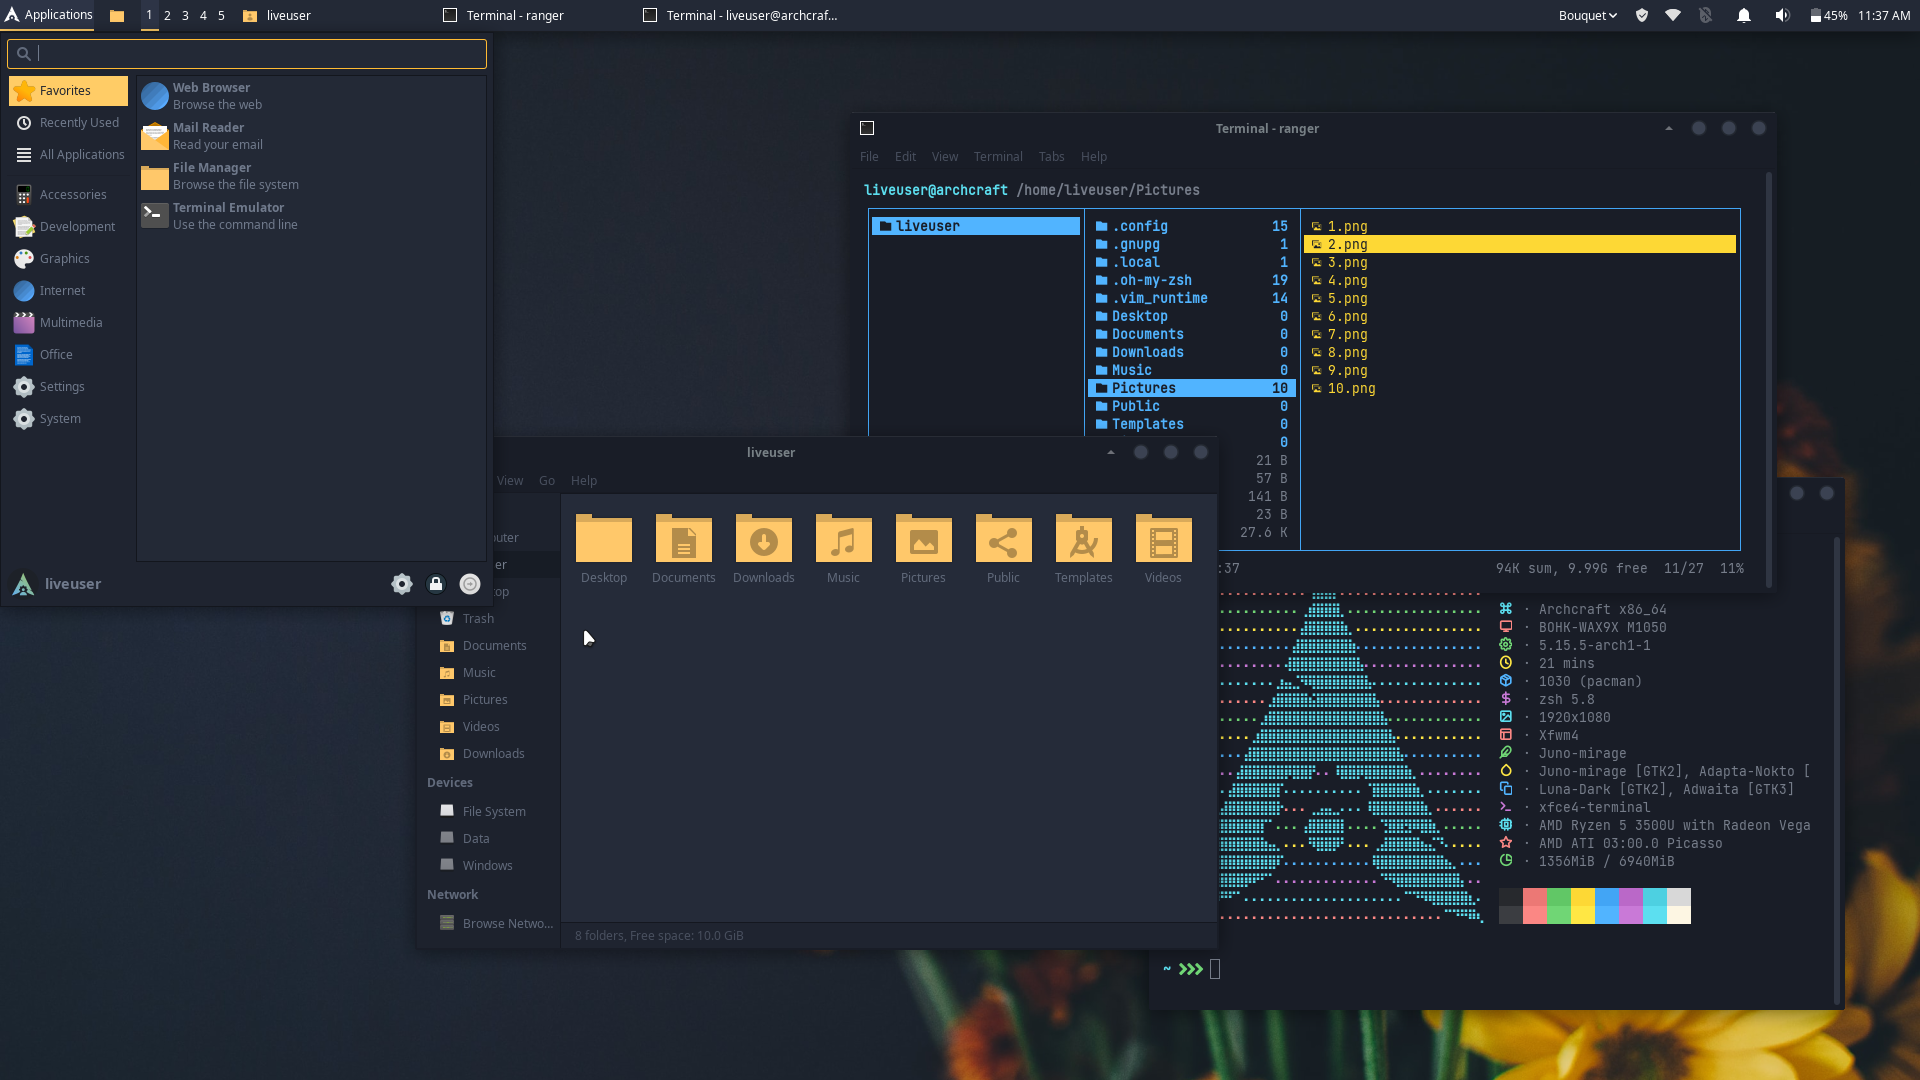 Applications
1 2 3 4 5
liveuser
Terminal - ranger
Terminal - liveuser@archcraf...
Bouquet
45%
11:37 AM
Favorites
Recently Used
All Applications
Accessories
Development
Graphics
Internet
Multimedia
Office
Settings
System
Web Browser
Browse the web
Mail Reader
Read your email
File Manager
Browse the file system
Terminal Emulator
Use the command line
liveuser
Terminal - ranger
File Edit View Terminal Tabs Help
liveuser@archcraft /home/liveuser/Pictures
liveuser
.config 15
.gnupg 1
.local 1
.oh-my-zsh 19
.vim_runtime 14
Desktop 0
Documents 0
Downloads 0
Music 0
Pictures 10
Public 0
Templates 0
0
21 B
57 B
141 B
23 B
27.6 K
1.png
2.png
3.png
4.png
5.png
6.png
7.png
8.png
9.png
10.png
:37
94K sum, 9.99G free 11/27 11%
liveuser
View Go Help
Trash
Documents
Music
Pictures
Videos
Downloads
Devices
File System
Data
Windows
Network
Browse Netwo...
Desktop
Documents
Downloads
Music
Pictures
Public
Templates
Videos
8 folders, Free space: 10.0 GiB
· Archcraft x86_64
· BOHK-WAX9X M1050
· 5.15.5-arch1-1
· 21 mins
· 1030 (pacman)
· zsh 5.8
· 1920x1080
· Xfwm4
· Juno-mirage
· Juno-mirage [GTK2], Adapta-Nokto [
· Luna-Dark [GTK2], Adwaita [GTK3]
· xfce4-terminal
· AMD Ryzen 5 3500U with Radeon Vega
· AMD ATI 03:00.0 Picasso
· 1356MiB / 6940MiB
~